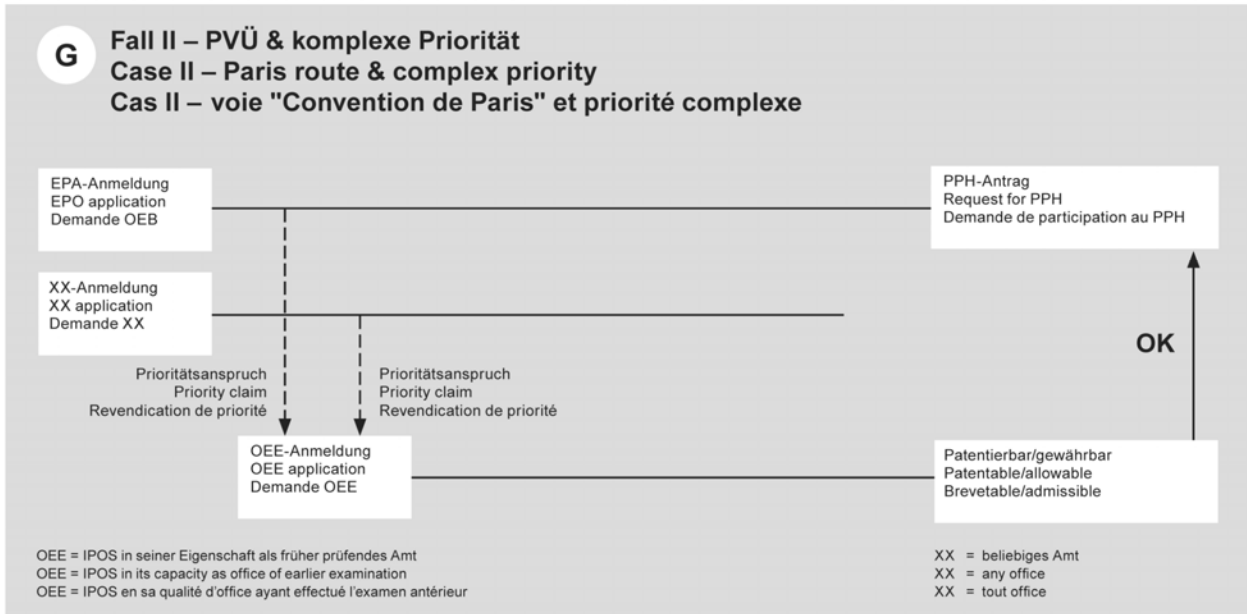 G
Fall II – PVÜ & komplexe Priorität
Case II – Paris route & complex priority
Cas II – voie "Convention de Paris" et priorité complexe
EPA-Anmeldung
EPO application
Demande OEB
PPH-Antrag
Request for PPH
Demande de participation au PPH
XX-Anmeldung
XX application
Demande XX
OK
Prioritätsanspruch
Priority claim
Revendication de priorité
Prioritätsanspruch
Priority claim
Revendication de priorité
OEE-Anmeldung
OEE application
Demande OEE
Patentierbar/gewährbar
Patentable/allowable
Brevetable/admissible
OEE = IPOS in seiner Eigenschaft als früher prüfendes Amt
OEE = IPOS in its capacity as office of earlier examination
OEE = IPOS en sa qualité d'office ayant effectué l'examen antérieur
XX = beliebiges Amt
XX = any office
XX = tout office